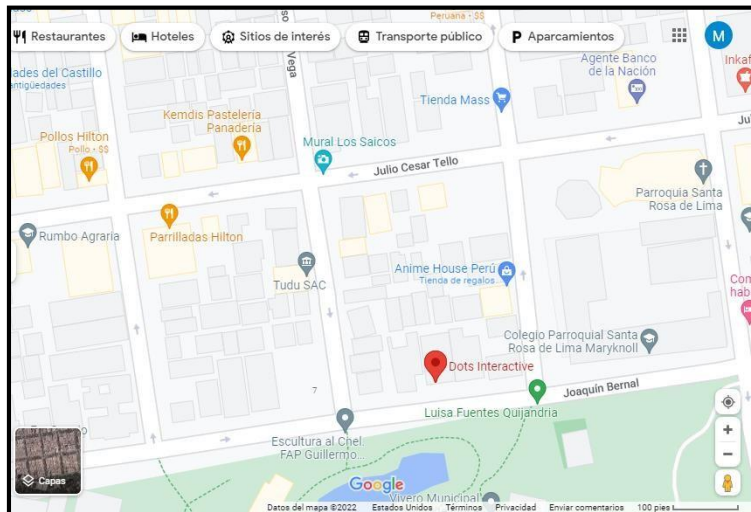 Restaurantes
Hoteles
Sitios de interés
Transporte público
P Aparcamientos
M
Peruana · $$
Vega
Agente Banco
de la Nación
Tienda Mass
Kemdis Pastelería
Panadería
Pollos Hilton
Pollo · $$
Mural Los Saicos
Julio Cesar Tello
Parroquia Santa
Rosa de Lima
Rumbo Agraria
Parrilladas Hilton
Tudu SAC
Anime House Perú
Tienda de regalos
Colegio Parroquial Santa
Rosa de Lima Maryknoll
Dots Interactive
7
Joaquín Bernal
Luisa Fuentes Quijandria
Escultura al Chel.
FAP Guillermo...
Capas
Google
Vivero Municipal
Datos del mapa ©2022
Estados Unidos
Términos
Privacidad
Enviar comentarios
100 pies